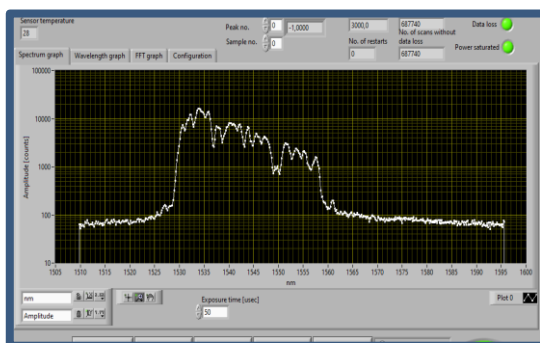 Sensor temperature
28
Peak no. 0 -1,0000
Sample no. 0
3000,0
No. of restarts
0
687740
No. of scans without
data loss
687740
Data loss
Power saturated
Spectrum graph Wavelength graph FFT graph Configuration
Amplitude [counts]
100000
10000
1000
100
10
1505 1510 1515 1520 1525 1530 1535 1540 1545 1550 1555 1560 1565 1570 1575 1580 1585 1590 1595 1600
nm
nm
Amplitude
Exposure time [usec]
50
Plot 0